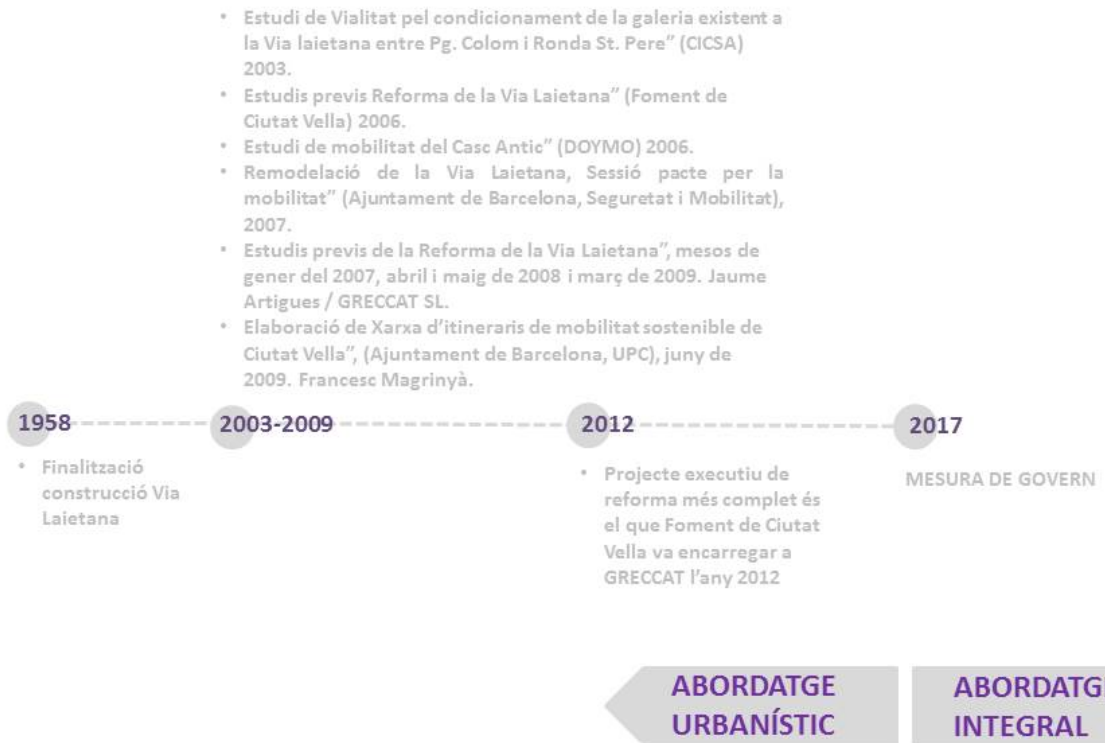 • Estudi de Vialitat pel condicionament de la galeria existent a
la Via laietana entre Pg. Colom i Ronda St. Pere” (CICSA)
2003.
• Estudis previs Reforma de la Via Laietana” (Foment de
Ciutat Vella) 2006.
• Estudi de mobilitat del Casc Antic” (DOYMO) 2006.
• Remodelació de la Via Laietana, Sessió pacte per la
mobilitat” (Ajuntament de Barcelona, Seguretat i Mobilitat),
2007.
• Estudis previs de la Reforma de la Via Laietana”, mesos de
gener del 2007, abril i maig de 2008 i març de 2009. Jaume
Artigues / GRECCAT SL.
• Elaboració de Xarxa d’itineraris de mobilitat sostenible de
Ciutat Vella”, (Ajuntament de Barcelona, UPC), juny de
2009. Francesc Magrinyà.
1958
2003-2009
2012
2017
• Finalització
construcció Via
Laietana
• Projecte executiu de
reforma més complet és
el que Foment de Ciutat
Vella va encarregar a
GRECCAT l’any 2012
MESURA DE GOVERN
ABORDATGE
URBANÍSTIC
ABORDATGE
INTEGRAL